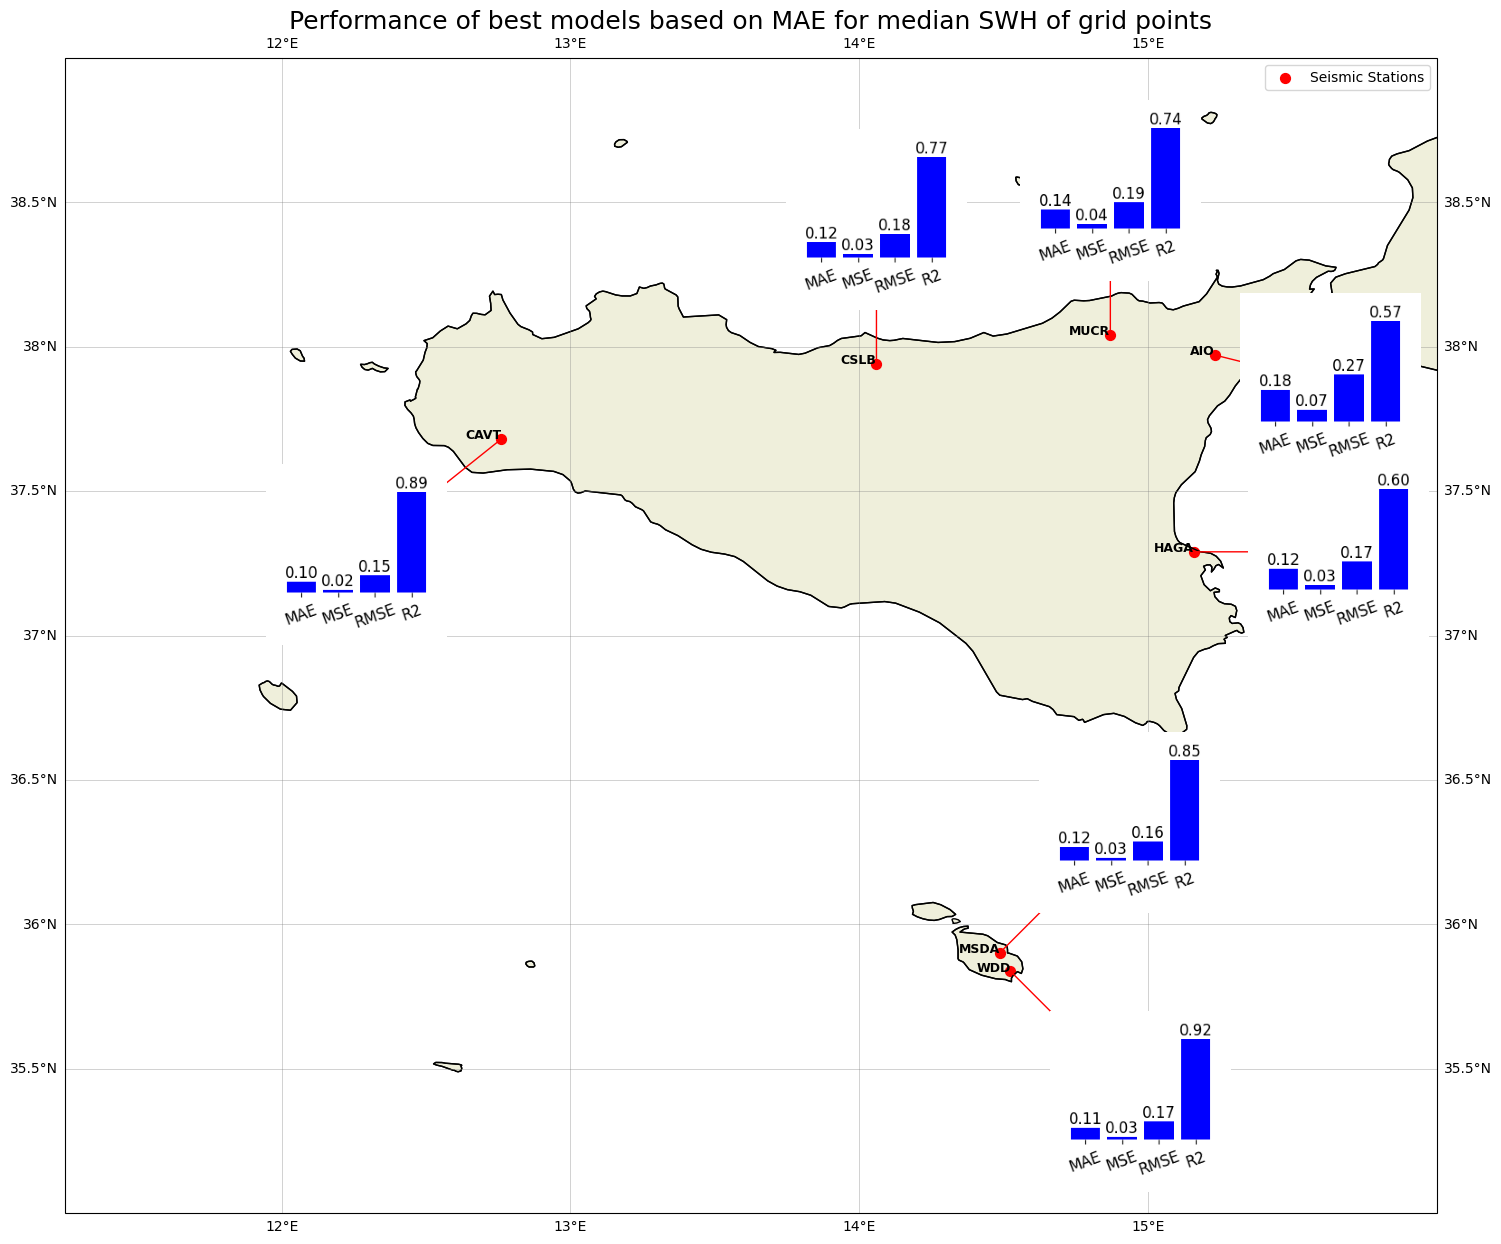 Performance of best models based on MAE for median SWH of grid points
12°E 13°E 14°E 15°E
Seismic Stations
0.74
0.77
38.5°N 0.14 0.04 0.19 38.5°N
0.12 0.03 0.18
MAE MSE RMSE R2
MAE MSE RMSE R2
0.57
MUCR
38°N CSLB AIO 38°N
0.18 0.07 0.27
CAVT
MAE MSE RMSE R2
0.89 0.60
37.5°N 37.5°N
HAGA
0.10 0.02 0.15 0.12 0.03 0.17
MAE MSE RMSE R2 MAE MSE RMSE R2
37°N 37°N
0.85
36.5°N 36.5°N
0.12 0.03 0.16
MAE MSE RMSE R2
36°N 36°N
MSDA
WDD
0.92
35.5°N 35.5°N
0.11 0.03 0.17
MAE MSE RMSE R2
12°E 13°E 14°E 15°E